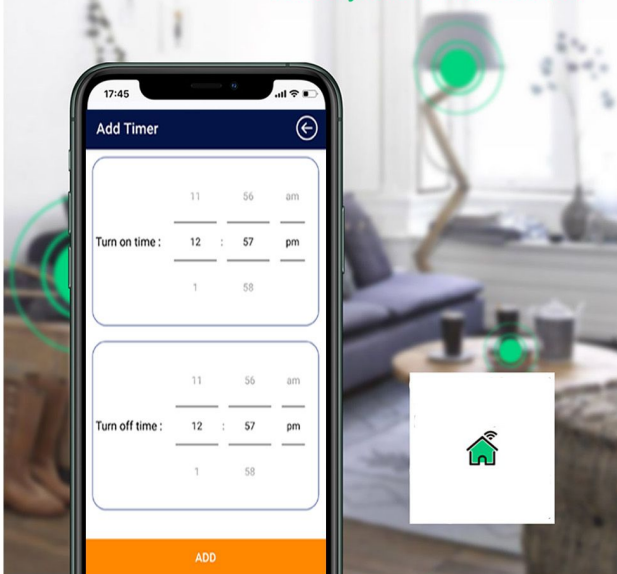 17:45
Add Timer
11 56 am
Turn on time : 12 : 57 pm
1 58
11 56 am
Turn off time : 12 : 57 pm
1 58
ADD